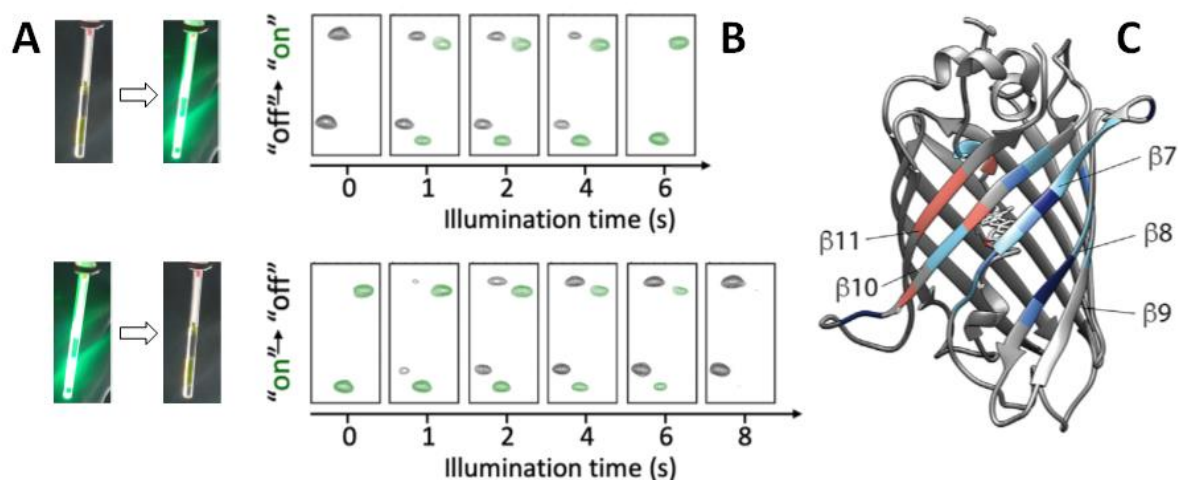 A
B
C
"off"→"on"
0 1 2 4 6
Illumination time (s)
"on"→"off"
0 1 2 4 6 8
Illumination time (s)
β7
β11
β8
β10
β9